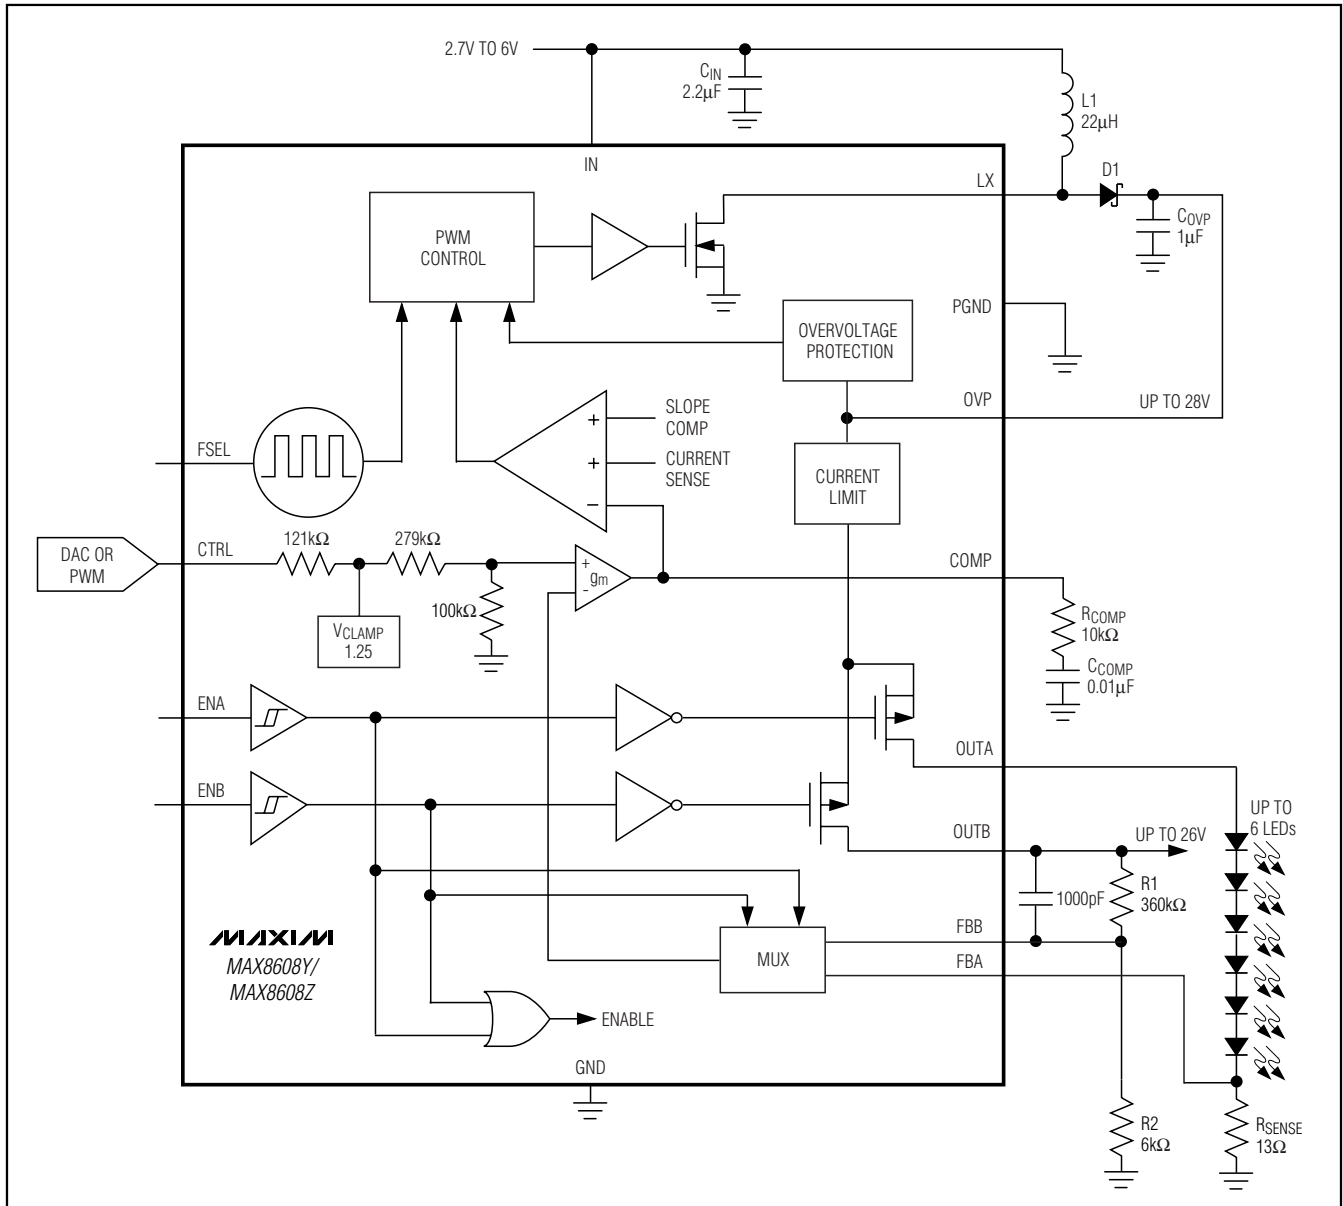 2.7V TO 6V
CIN
2.2µF
L1
22µH
IN
LX
D1
COVP
1µF
PWM
CONTROL
PGND
OVERVOLTAGE
PROTECTION
OVP
UP TO 28V
+
SLOPE
COMP
FSEL
+
CURRENT
SENSE
CURRENT
LIMIT
–
DAC OR
PWM
CTRL
121kΩ
279kΩ
+
gm
-
COMP
100kΩ
VCLAMP
1.25
RCOMP
10kΩ
CCOMP
0.01µF
ENA
OUTA
ENB
OUTB
UP TO 26V
UP TO
6 LEDs
1000pF
R1
360kΩ
MAXIM
MAX8608Y/
MAX8608Z
MUX
FBB
FBA
ENABLE
GND
R2
6kΩ
RSENSE
13Ω